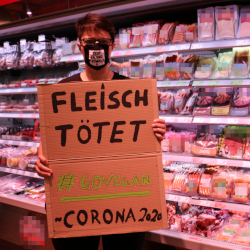 FLEISCH
TÖTET
#GOVEGAN
~CORONA 2020